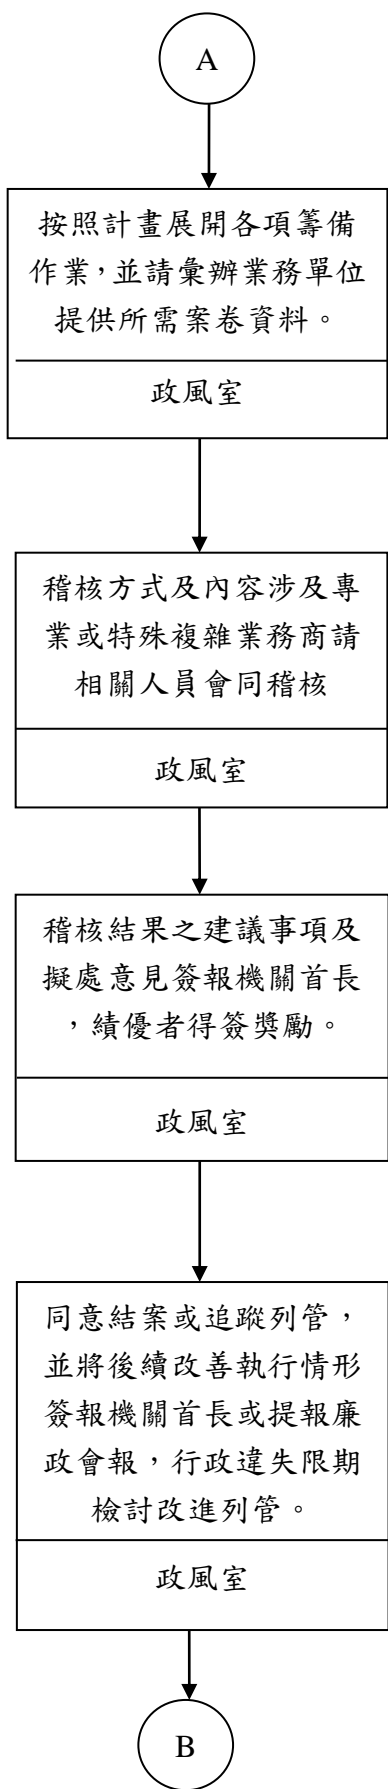 A
按照計畫展開各項籌備
作業，並請彙辦業務單位
提供所需案卷資料。
政風室
稽核方式及內容涉及專
業或特殊複雜業務商請
相關人員會同稽核
政風室
稽核結果之建議事項及
擬處意見簽報機關首長
，績優者得簽獎勵。
政風室
同意結案或追蹤列管，
並將後續改善執行情形
簽報機關首長或提報廉
政會報，行政違失限期
檢討改進列管。
政風室
B